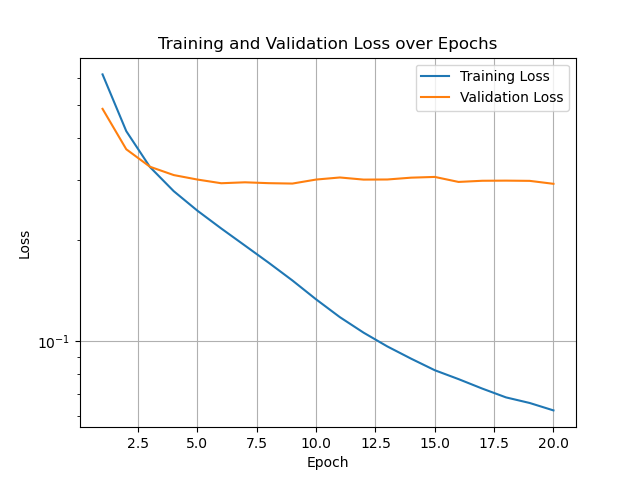 Training and Validation Loss over Epochs
Training Loss
Validation Loss
Loss
10⁻¹
2.5 5.0 7.5 10.0 12.5 15.0 17.5 20.0
Epoch